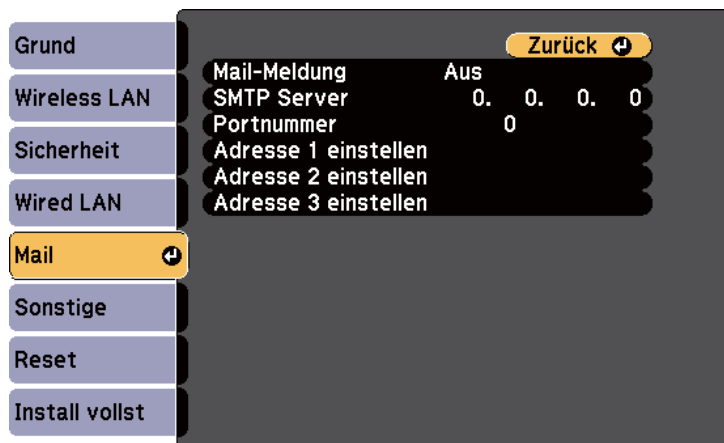 Grund
Wireless LAN
Sicherheit
Wired LAN
Mail
Sonstige
Reset
Install vollst
Zurück
Mail-Meldung Aus
SMTP Server 0. 0. 0. 0
Portnummer 0
Adresse 1 einstellen
Adresse 2 einstellen
Adresse 3 einstellen